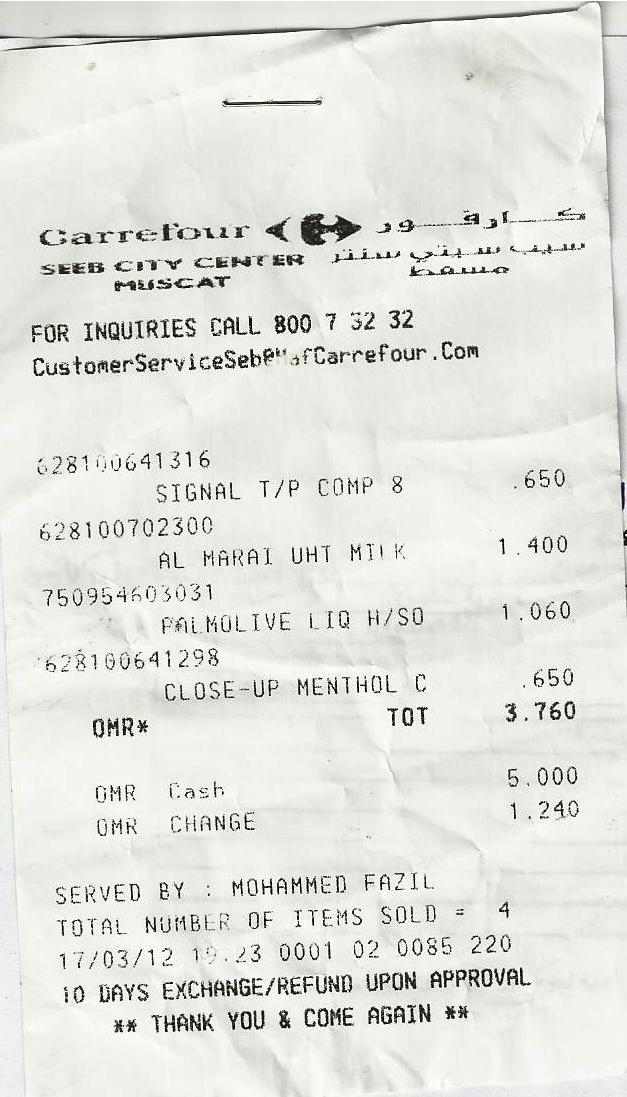 Carrefour كارفور
SEEB CITY CENTER سيب سيتي سنتر
MUSCAT مسقط
FOR INQUIRIES CALL 800 7 32 32
628100641316
SIGNAL T/P COMP 8 .650
628100702300
AL MARAI UHT MILK 1.400
750954603031
PALMOLIVE LIQ H/SO 1.060
628100641298
CLOSE-UP MENTHOL C .650
OMR* TOT 3.760
OMR Cash 5.000
OMR CHANGE 1.240
SERVED BY : MOHAMMED FAZIL
TOTAL NUMBER OF ITEMS SOLD = 4
17/03/12 19.23 0001 02 0085 220
10 DAYS EXCHANGE/REFUND UPON APPROVAL
** THANK YOU & COME AGAIN **